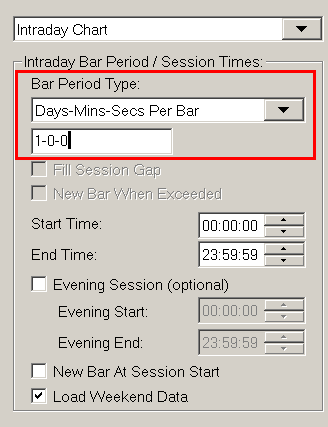 Intraday Chart
Intraday Bar Period / Session Times:
Bar Period Type:
Days-Mins-Secs Per Bar
1-0-0
Fill Session Gap
New Bar When Exceeded
Start Time: 00:00:00
End Time: 23:59:59
Evening Session (optional)
Evening Start: 00:00:00
Evening End: 23:59:59
New Bar At Session Start
Load Weekend Data